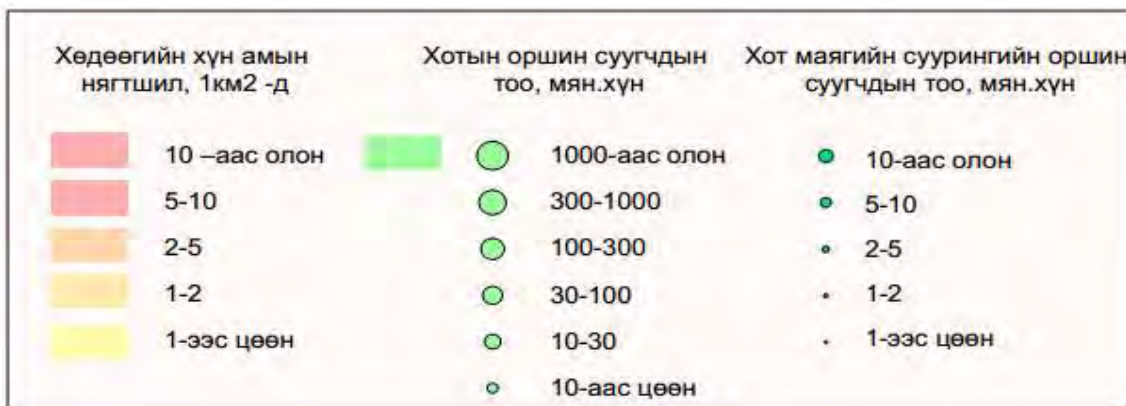 Хөдөөгийн хүн амын
нягтшил, 1км2 -д
10 –аас олон
5-10
2-5
1-2
1-ээс цөөн
Хотын оршин суугчдын
тоо, мян.хүн
1000-аас олон
300-1000
100-300
30-100
10-30
10-аас цөөн
Хот маягийн суурингийн оршин
суугчдын тоо, мян.хүн
10-аас олон
5-10
2-5
1-2
1-ээс цөөн